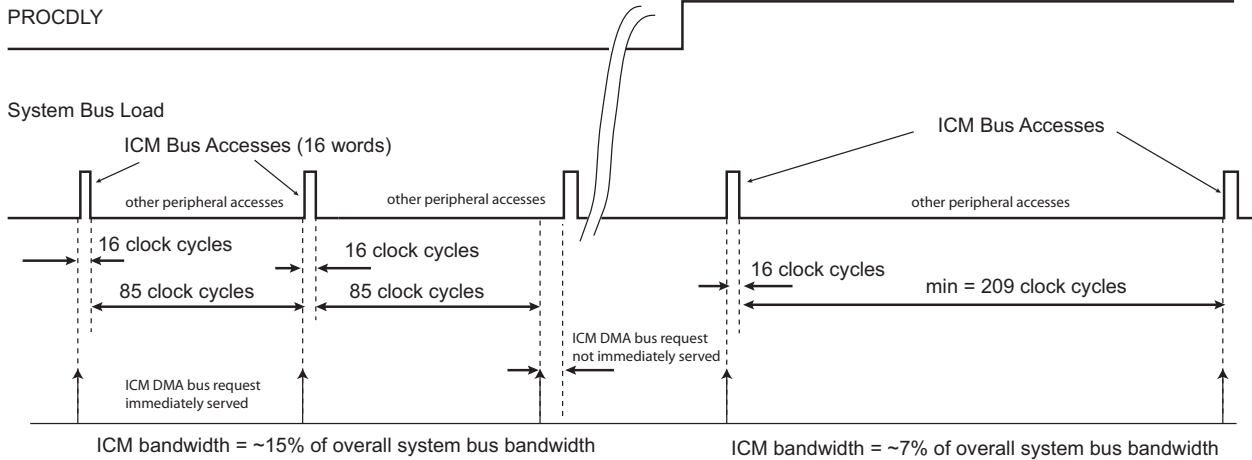 PROCDLY
System Bus Load
ICM Bus Accesses (16 words)
ICM Bus Accesses
other peripheral accesses
other peripheral accesses
other peripheral accesses
16 clock cycles
16 clock cycles
16 clock cycles
85 clock cycles
85 clock cycles
min = 209 clock cycles
ICM DMA bus request
not immediately served
ICM DMA bus request
immediately served
ICM bandwidth = ~15% of overall system bus bandwidth
ICM bandwidth = ~7% of overall system bus bandwidth